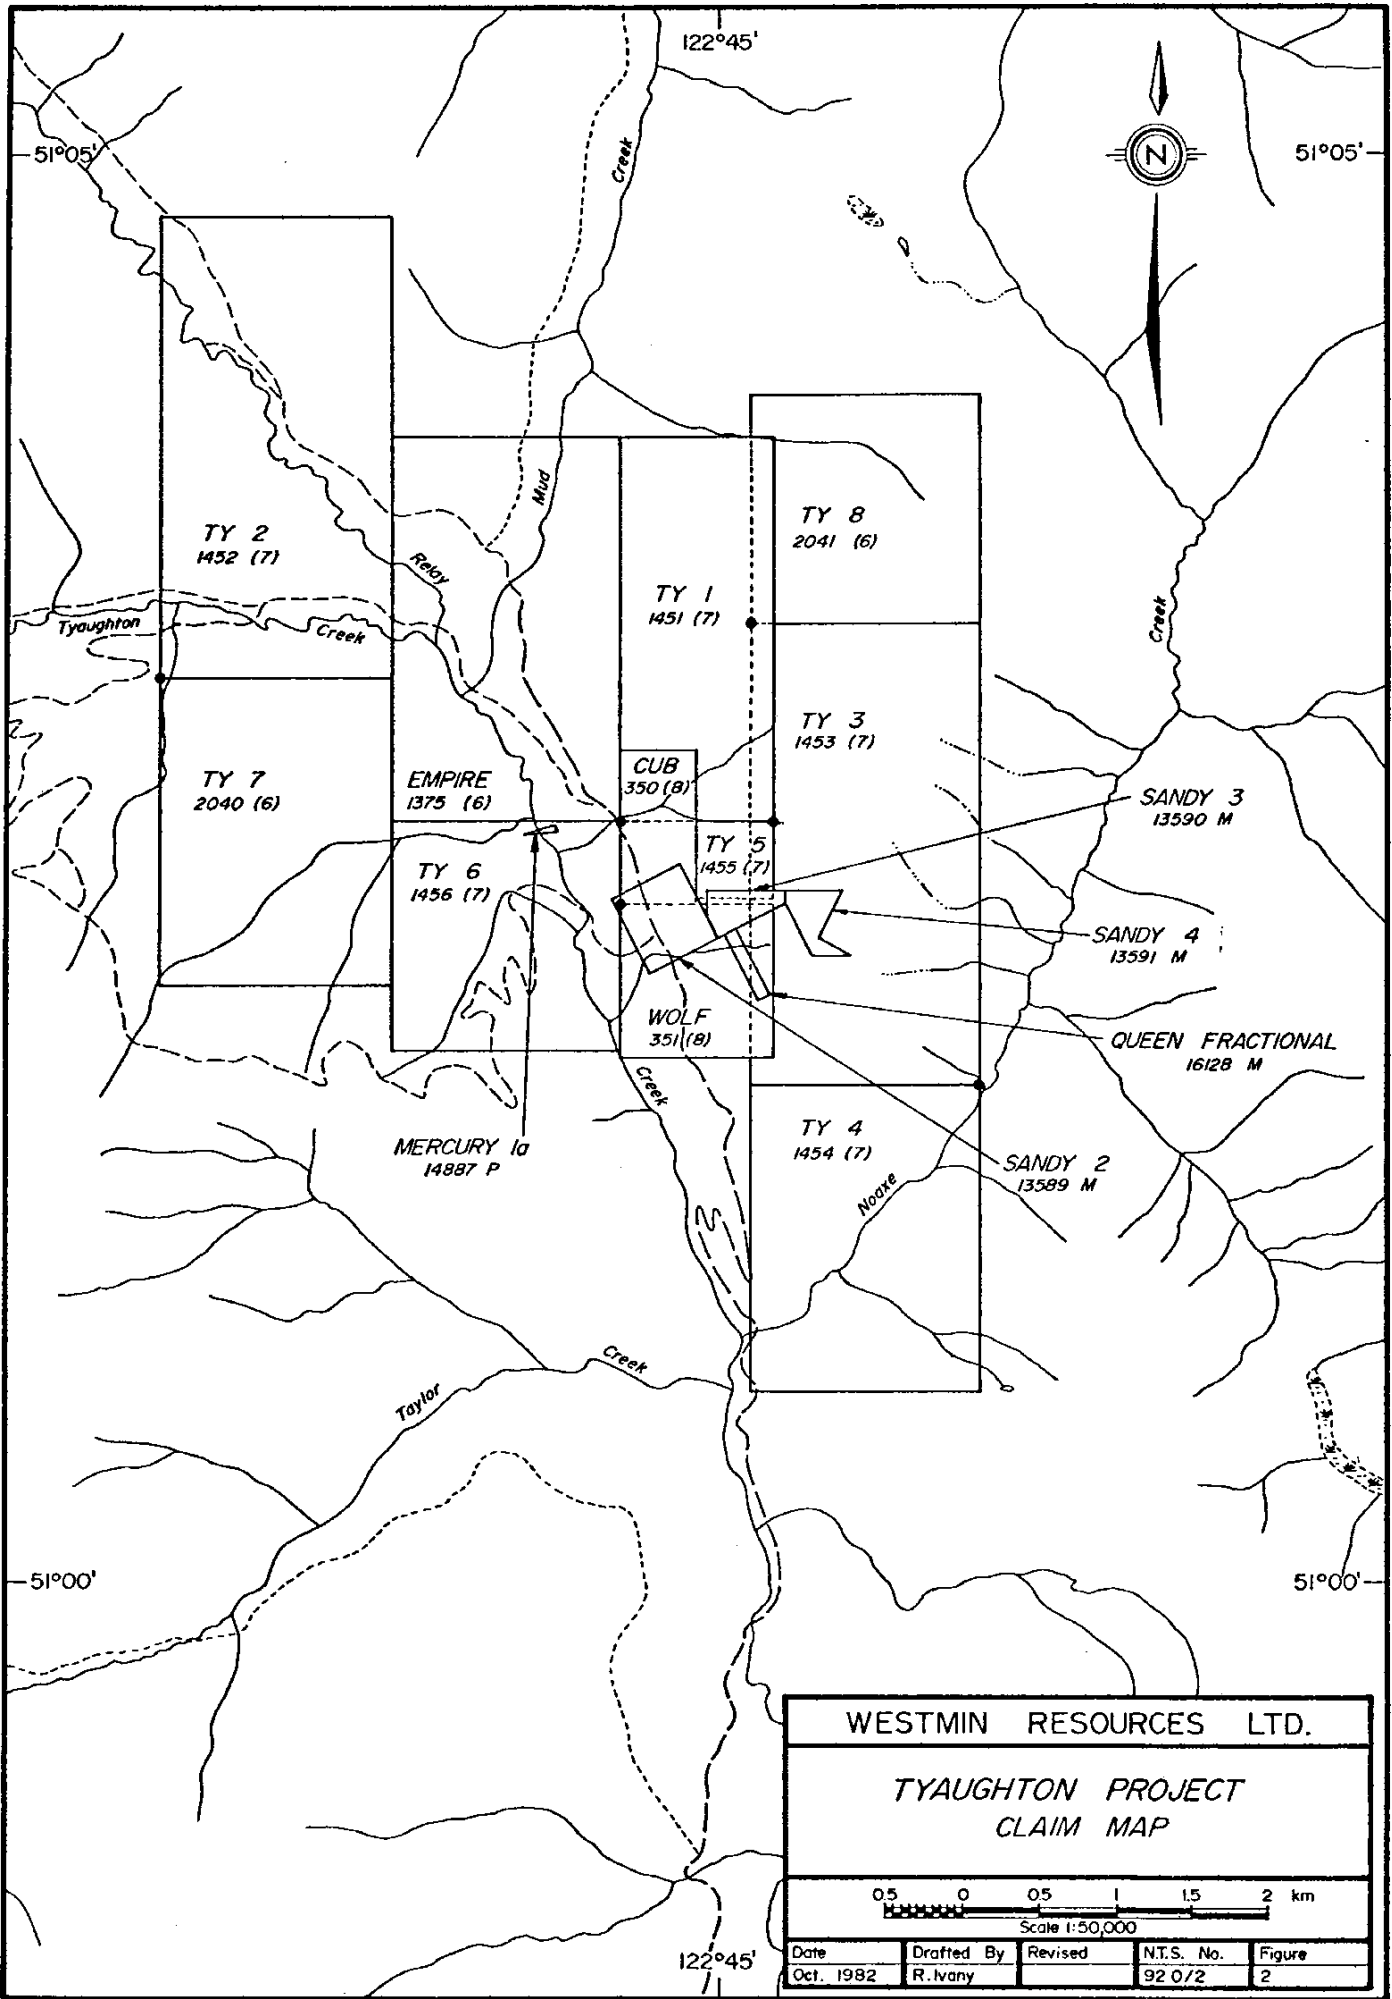 122°45'
51°05'
51°05'
N
Creek
Mud
TY 2
1452 (7)
TY 8
2041 (6)
Relay
TY 1
1451 (7)
Tyaughton
Creek
Creek
TY 3
1453 (7)
TY 7
2040 (6)
EMPIRE
1375 (6)
CUB
350 (8)
SANDY 3
13590 M
TY 5
1455 (7)
TY 6
1456 (7)
SANDY 4
13591 M
WOLF
351 (8)
QUEEN FRACTIONAL
16128 M
Creek
MERCURY 1a
14887 P
TY 4
1454 (7)
SANDY 2
13589 M
Noaxe
Creek
Taylor
51°00'
51°00'
WESTMIN RESOURCES LTD.
TYAUGHTON PROJECT
CLAIM MAP
0.5 0 0.5 1 1.5 2 km
Scale 1:50,000
122°45'
Date Drafted By Revised N.T.S. No. Figure
Oct. 1982 R. Ivany 92 O/2 2